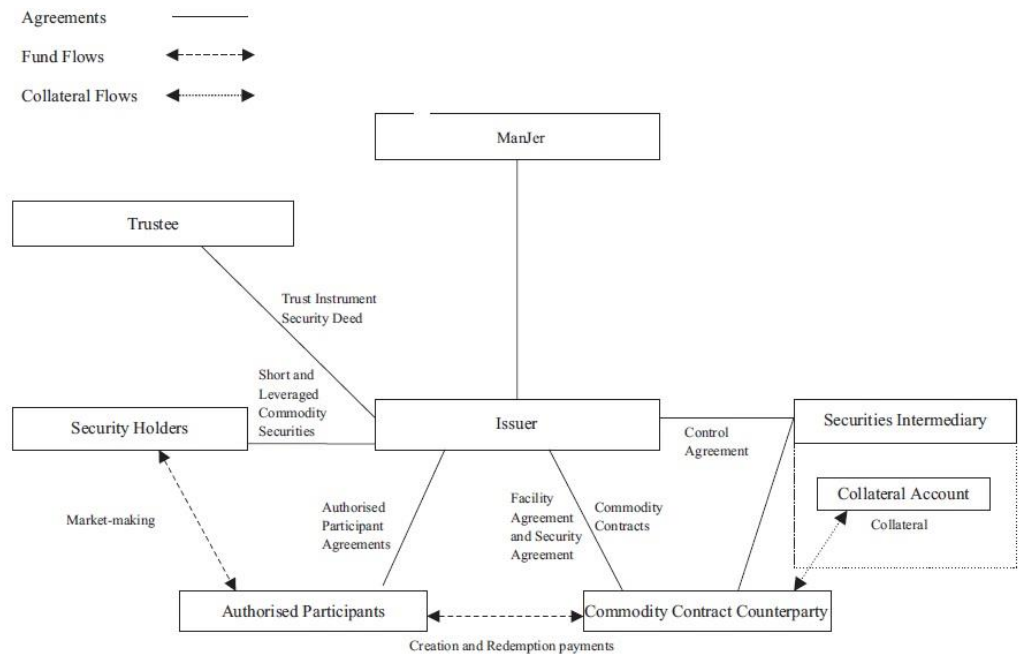 Agreements
Fund Flows
Collateral Flows
ManJer
Trustee
Trust Instrument
Security Deed
Short and
Leveraged
Commodity
Securities
Security Holders
Issuer
Securities Intermediary
Control
Agreement
Collateral Account
Collateral
Market-making
Authorised
Participant
Agreements
Facility
Agreement
and Security
Agreement
Commodity
Contracts
Authorised Participants
Commodity Contract Counterparty
Creation and Redemption payments